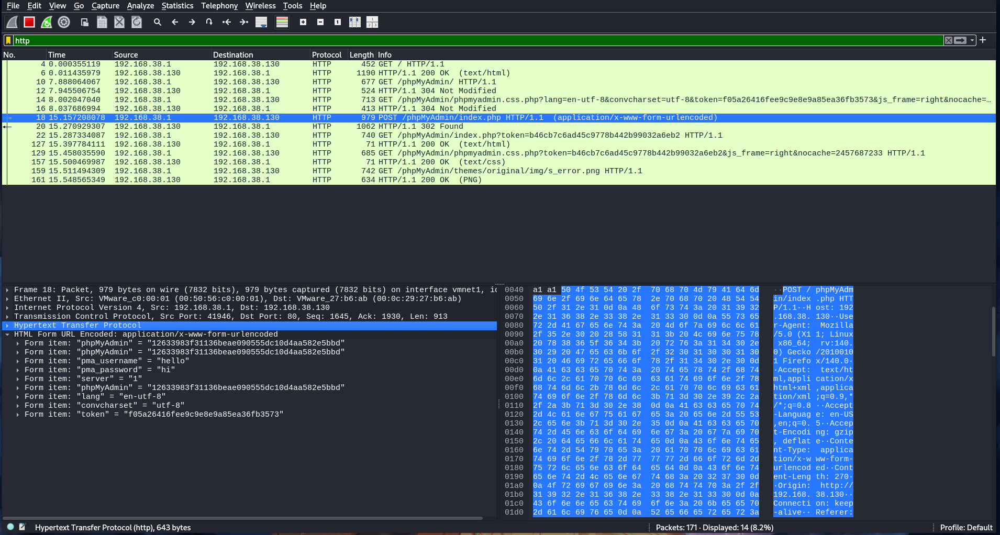 File Edit View Go Capture Analyze Statistics Telephony Wireless Tools Help
http
No. Time Source Destination Protocol Length Info
4 0.000355119 192.168.38.1 192.168.38.130 HTTP 452 GET / HTTP/1.1
6 0.011435979 192.168.38.130 192.168.38.1 HTTP 1190 HTTP/1.1 200 OK  (text/html)
10 7.888064067 192.168.38.1 192.168.38.130 HTTP 677 GET /phpMyAdmin/ HTTP/1.1
12 7.945506754 192.168.38.130 192.168.38.1 HTTP 524 HTTP/1.1 304 Not Modified
14 8.002047040 192.168.38.1 192.168.38.130 HTTP 713 GET /phpMyAdmin/phpmyadmin.css.php?lang=en-utf-8&convcharset=utf-8&token=f05a26416fee9c9e8e9a85ea36fb3573&js_frame=right&nocache=…
16 8.037686994 192.168.38.130 192.168.38.1 HTTP 413 HTTP/1.1 304 Not Modified
18 15.157208078 192.168.38.1 192.168.38.130 HTTP 979 POST /phpMyAdmin/index.php HTTP/1.1  (application/x-www-form-urlencoded)
20 15.270929307 192.168.38.130 192.168.38.1 HTTP 1062 HTTP/1.1 302 Found
22 15.287334087 192.168.38.1 192.168.38.130 HTTP 740 GET /phpMyAdmin/index.php?token=b46cb7c6ad45c9778b442b99032a6eb2 HTTP/1.1
127 15.397784111 192.168.38.130 192.168.38.1 HTTP 71 HTTP/1.1 200 OK  (text/html)
129 15.458035590 192.168.38.1 192.168.38.130 HTTP 685 GET /phpMyAdmin/phpmyadmin.css.php?token=b46cb7c6ad45c9778b442b99032a6eb2&js_frame=right&nocache=2457687233 HTTP/1.1
157 15.500469987 192.168.38.130 192.168.38.1 HTTP 71 HTTP/1.1 200 OK  (text/css)
159 15.511494309 192.168.38.1 192.168.38.130 HTTP 742 GET /phpMyAdmin/themes/original/img/s_error.png HTTP/1.1
161 15.548565349 192.168.38.130 192.168.38.1 HTTP 634 HTTP/1.1 200 OK  (PNG)
Frame 18: Packet, 979 bytes on wire (7832 bits), 979 bytes captured (7832 bits) on interface vmnet1, id
Ethernet II, Src: VMware_c0:00:01 (00:50:56:c0:00:01), Dst: VMware_27:b6:ab (00:0c:29:27:b6:ab)
Internet Protocol Version 4, Src: 192.168.38.1, Dst: 192.168.38.130
Transmission Control Protocol, Src Port: 41946, Dst Port: 80, Seq: 1645, Ack: 1930, Len: 913
Hypertext Transfer Protocol
HTML Form URL Encoded: application/x-www-form-urlencoded
Form item: "phpMyAdmin" = "12633983f31136beae090555dc10d4aa582e5bbd"
Form item: "phpMyAdmin" = "12633983f31136beae090555dc10d4aa582e5bbd"
Form item: "pma_username" = "hello"
Form item: "pma_password" = "hi"
Form item: "server" = "1"
Form item: "phpMyAdmin" = "12633983f31136beae090555dc10d4aa582e5bbd"
Form item: "lang" = "en-utf-8"
Form item: "convcharset" = "utf-8"
Form item: "token" = "f05a26416fee9c9e8e9a85ea36fb3573"
0040 a1 a1 50 4f 53 54 20 2f 70 68 70 4d 79 41 64 6d ··POST / phpMyAdm
0050 69 6e 2f 69 6e 64 65 78 2e 70 68 70 20 48 54 54 in/index .php HTT
0060 50 2f 31 2e 31 0d 0a 48 6f 73 74 3a 20 31 39 32 P/1.1··H ost: 192
0070 2e 31 36 38 2e 33 38 2e 31 33 30 0d 0a 55 73 65 .168.38. 130··Use
0080 72 2d 41 67 65 6e 74 3a 20 4d 6f 7a 69 6c 6c 61 r-Agent:  Mozilla
0090 2f 35 2e 30 20 28 58 31 31 3b 20 4c 69 6e 75 78 /5.0 (X1 1; Linux
00a0 20 78 38 36 5f 36 34 3b 20 72 76 3a 31 34 30 2e  x86_64;  rv:140.
00b0 30 29 20 47 65 63 6b 6f 2f 32 30 31 30 30 31 30 0) Gecko /2010010
00c0 31 20 46 69 72 65 66 6f 78 2f 31 34 30 2e 30 0d 1 Firefo x/140.0·
00d0 0a 41 63 63 65 70 74 3a 20 74 65 78 74 2f 68 74 ·Accept:  text/ht
00e0 6d 6c 2c 61 70 70 6c 69 63 61 74 69 6f 6e 2f 78 ml,appli cation/x
00f0 68 74 6d 6c 2b 78 6d 6c 2c 61 70 70 6c 69 63 61 html+xml ,applica
0100 74 69 6f 6e 2f 78 6d 6c 3b 71 3d 30 2e 39 2c 2a tion/xml ;q=0.9,*
0110 2f 2a 3b 71 3d 30 2e 38 0d 0a 41 63 63 65 70 74 /*;q=0.8 ··Accept
0120 2d 4c 61 6e 67 75 61 67 65 3a 20 65 6e 2d 55 53 -Languag e: en-US
0130 2c 65 6e 3b 71 3d 30 2e 35 0d 0a 41 63 63 65 70 ,en;q=0. 5··Accep
0140 74 2d 45 6e 63 6f 64 69 6e 67 3a 20 67 7a 69 70 t-Encodi ng: gzip
0150 2c 20 64 65 66 6c 61 74 65 0d 0a 43 6f 6e 74 65 , deflat e··Conte
0160 6e 74 2d 54 79 70 65 3a 20 61 70 70 6c 69 63 61 nt-Type:  applica
0170 74 69 6f 6e 2f 78 2d 77 77 77 2d 66 6f 72 6d 2d tion/x-w ww-form-
0180 75 72 6c 65 6e 63 6f 64 65 64 0d 0a 43 6f 6e 74 urlencod ed··Cont
0190 65 6e 74 2d 4c 65 6e 67 74 68 3a 20 32 37 30 0d ent-Leng th: 270·
01a0 0a 4f 72 69 67 69 6e 3a 20 68 74 74 70 3a 2f 2f ·Origin:  http://
01b0 31 39 32 2e 31 36 38 2e 33 38 2e 31 33 30 0d 0a 192.168. 38.130··
01c0 43 6f 6e 6e 65 63 74 69 6f 6e 3a 20 6b 65 65 70 Connecti on: keep
01d0 2d 61 6c 69 76 65 0d 0a 52 65 66 65 72 65 72 3a -alive·· Referer:
Hypertext Transfer Protocol (http), 643 bytes Packets: 171 · Displayed: 14 (8.2%) Profile: Default